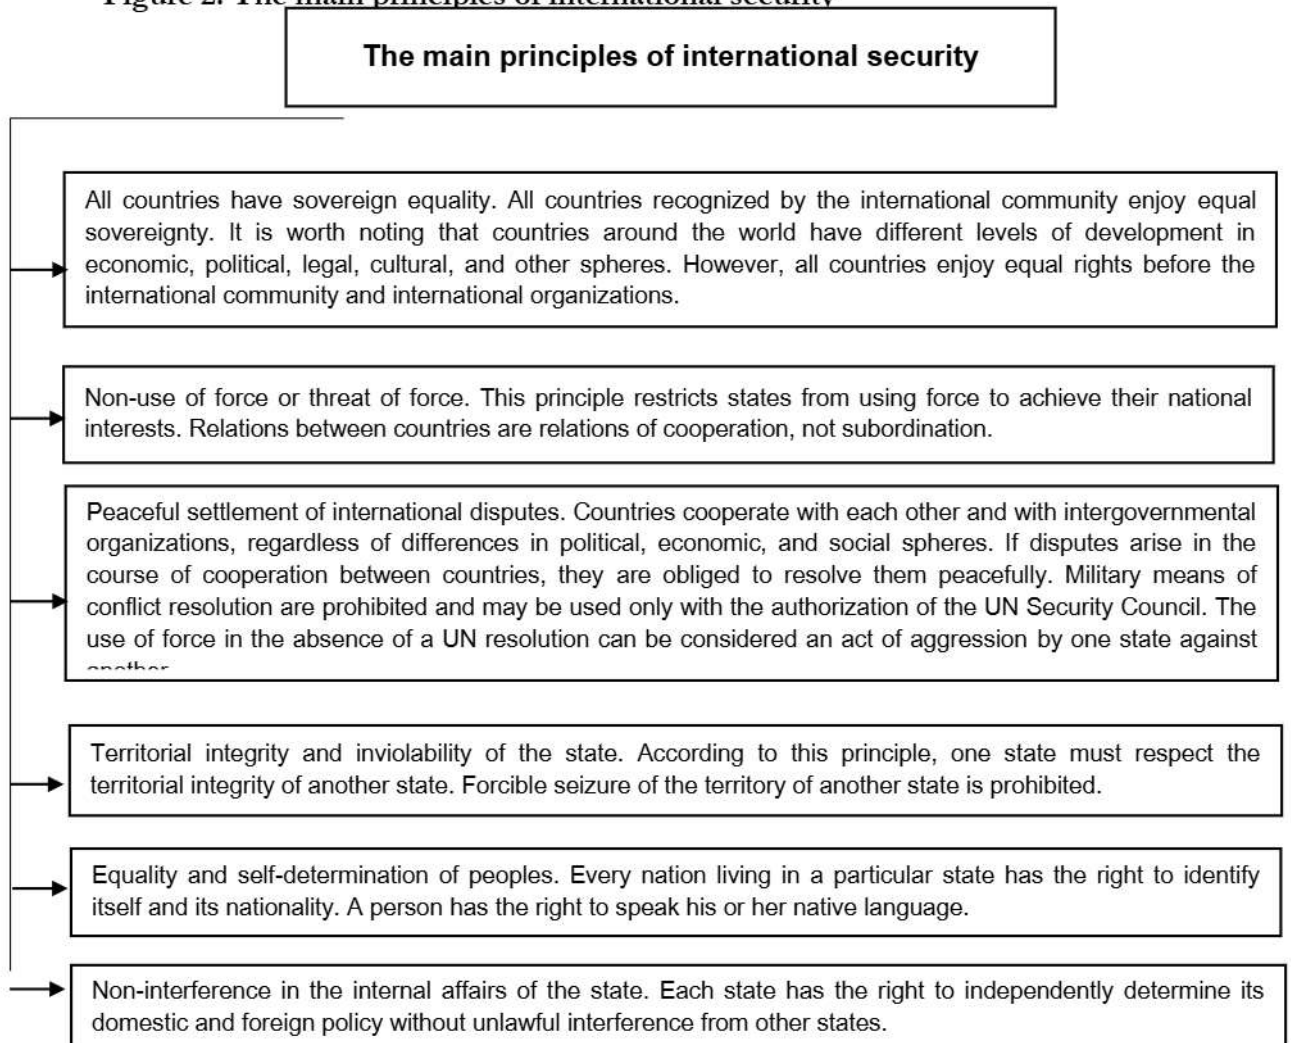 Figure 2. The main principles of international security
The main principles of international security
All countries have sovereign equality. All countries recognized by the international community enjoy equal
sovereignty. It is worth noting that countries around the world have different levels of development in
economic, political, legal, cultural, and other spheres. However, all countries enjoy equal rights before the
international community and international organizations.
Non-use of force or threat of force. This principle restricts states from using force to achieve their national
interests. Relations between countries are relations of cooperation, not subordination.
Peaceful settlement of international disputes. Countries cooperate with each other and with intergovernmental
organizations, regardless of differences in political, economic, and social spheres. If disputes arise in the
course of cooperation between countries, they are obliged to resolve them peacefully. Military means of
conflict resolution are prohibited and may be used only with the authorization of the UN Security Council. The
use of force in the absence of a UN resolution can be considered an act of aggression by one state against
another.
Territorial integrity and inviolability of the state. According to this principle, one state must respect the
territorial integrity of another state. Forcible seizure of the territory of another state is prohibited.
Equality and self-determination of peoples. Every nation living in a particular state has the right to identify
itself and its nationality. A person has the right to speak his or her native language.
Non-interference in the internal affairs of the state. Each state has the right to independently determine its
domestic and foreign policy without unlawful interference from other states.